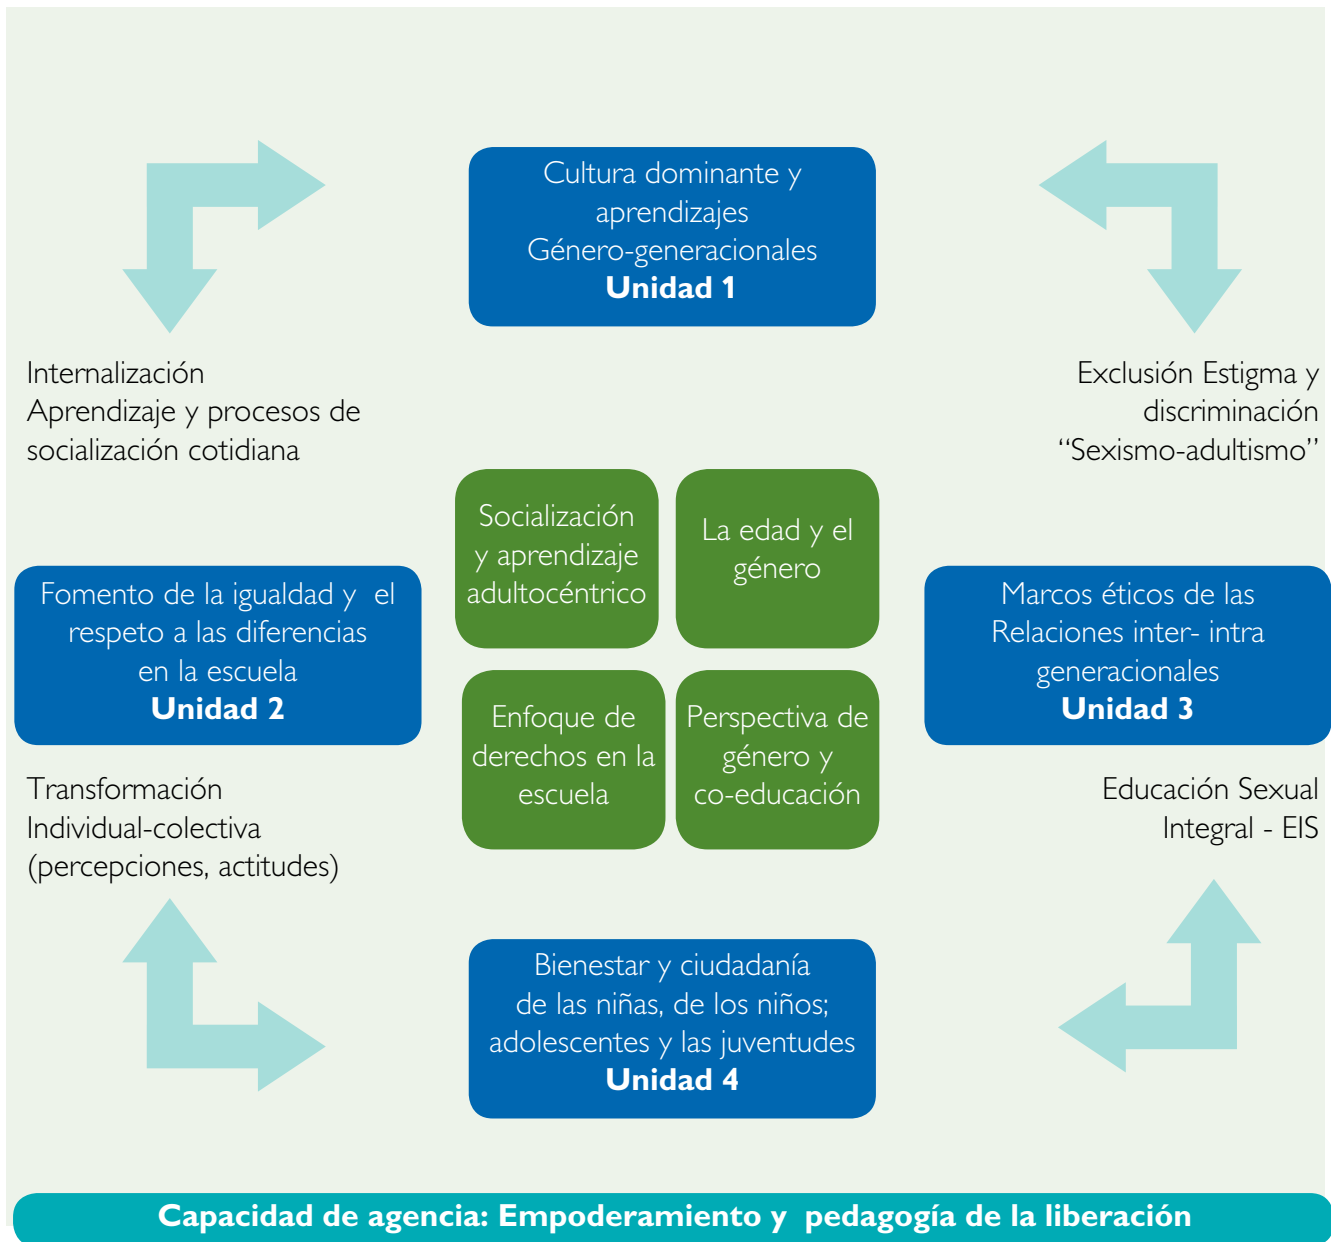 Cultura dominante y
aprendizajes
Género-generacionales
Unidad 1
Internalización
Aprendizaje y procesos de
socialización cotidiana
Exclusión Estigma y
discriminación
“Sexismo-adultismo”
Socialización
y aprendizaje
adultocéntrico
La edad y el
género
Fomento de la igualdad y el
respeto a las diferencias
en la escuela
Unidad 2
Marcos éticos de las
Relaciones inter- intra
generacionales
Unidad 3
Enfoque de
derechos en la
escuela
Perspectiva de
género y
co-educación
Transformación
Individual-colectiva
(percepciones, actitudes)
Educación Sexual
Integral - EIS
Bienestar y ciudadanía
de las niñas, de los niños;
adolescentes y las juventudes
Unidad 4
Capacidad de agencia: Empoderamiento y pedagogía de la liberación